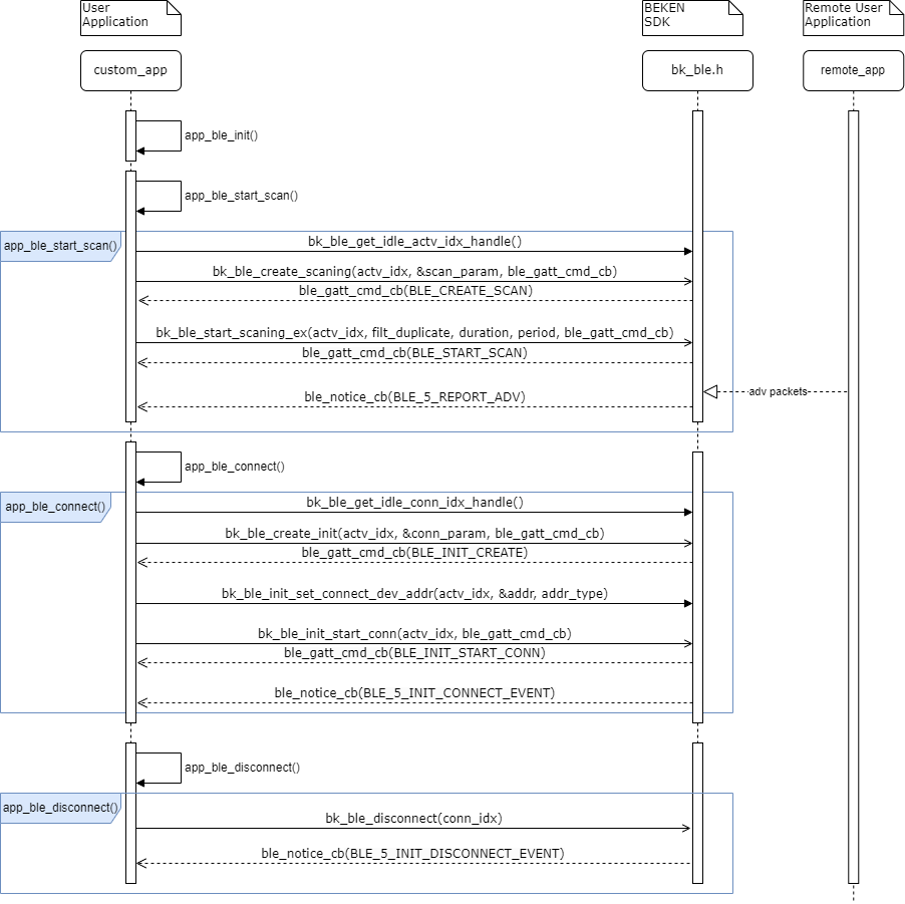 User
Application
BEKEN
SDK
Remote User
Application
custom_app
bk_ble.h
remote_app
app_ble_init()
app_ble_start_scan()
app_ble_start_scan()
bk_ble_get_idle_actv_idx_handle()
bk_ble_create_scaning(actv_idx, &scan_param, ble_gatt_cmd_cb)
ble_gatt_cmd_cb(BLE_CREATE_SCAN)
bk_ble_start_scaning_ex(actv_idx, filt_duplicate, duration, period, ble_gatt_cmd_cb)
ble_gatt_cmd_cb(BLE_START_SCAN)
adv packets
ble_notice_cb(BLE_5_REPORT_ADV)
app_ble_connect()
app_ble_connect()
bk_ble_get_idle_conn_idx_handle()
bk_ble_create_init(actv_idx, &conn_param, ble_gatt_cmd_cb)
ble_gatt_cmd_cb(BLE_INIT_CREATE)
bk_ble_init_set_connect_dev_addr(actv_idx, &addr, addr_type)
bk_ble_init_start_conn(actv_idx, ble_gatt_cmd_cb)
ble_gatt_cmd_cb(BLE_INIT_START_CONN)
ble_notice_cb(BLE_5_INIT_CONNECT_EVENT)
app_ble_disconnect()
app_ble_disconnect()
bk_ble_disconnect(conn_idx)
ble_notice_cb(BLE_5_INIT_DISCONNECT_EVENT)